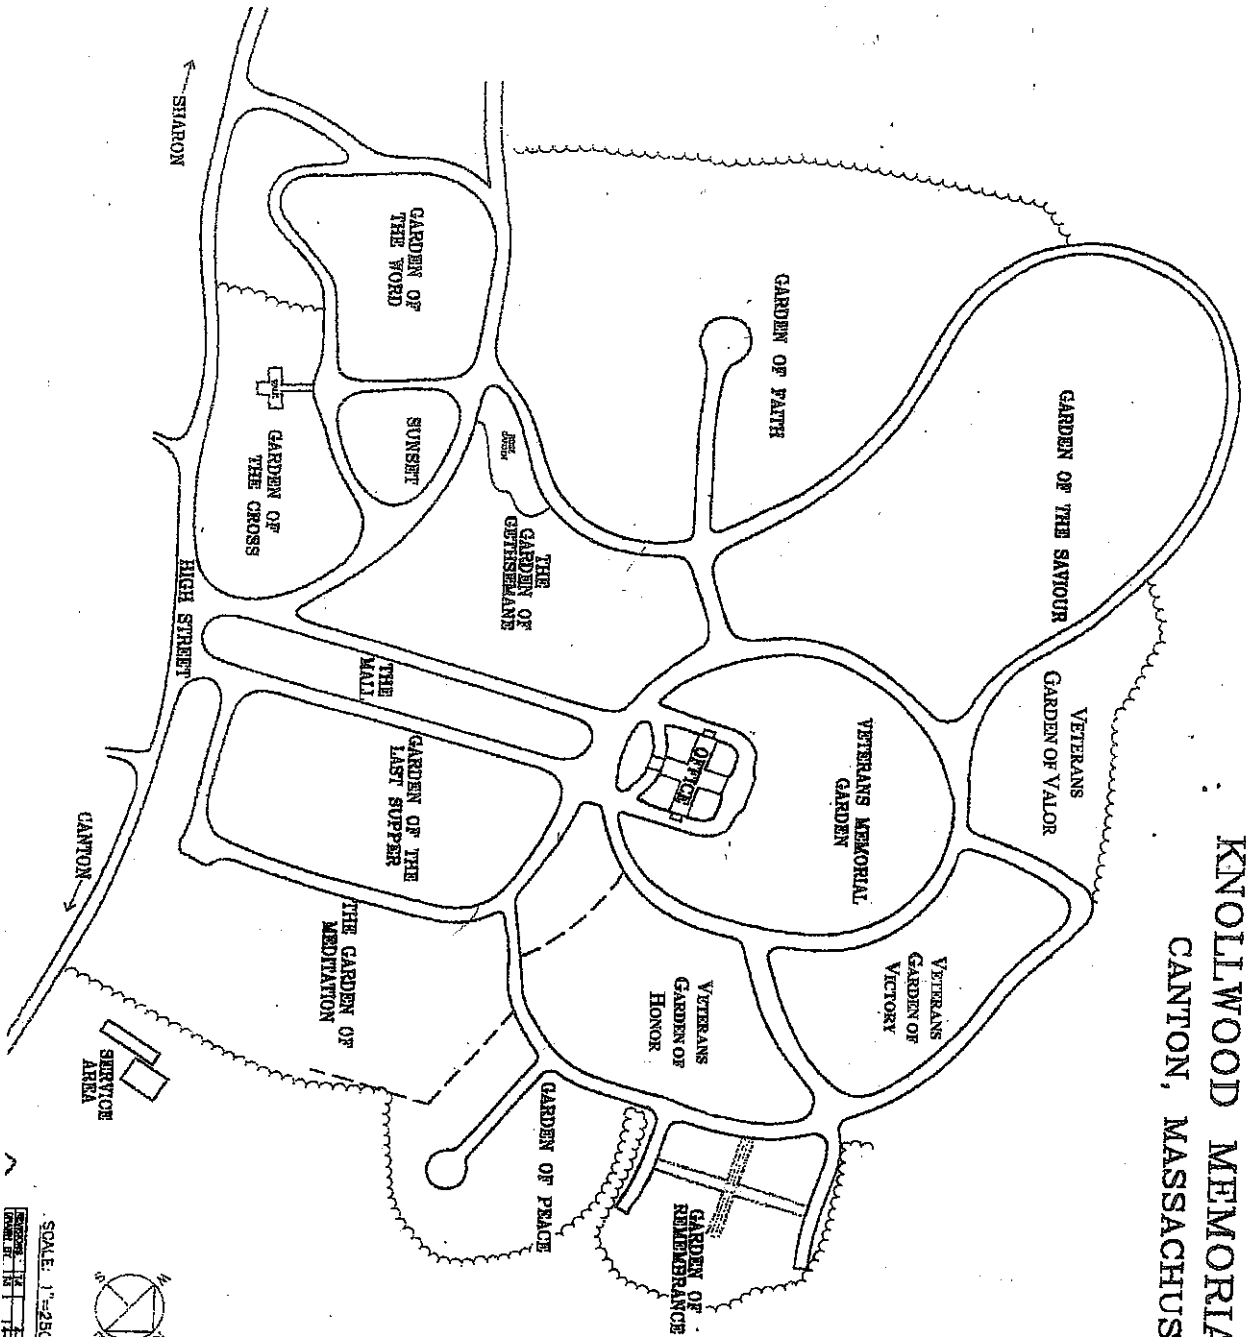 KNOLLWOOD MEMORIA
CANTON, MASSACHUS
GARDEN OF THE SAVIOUR
VETERANS
GARDEN OF VALOR
GARDEN OF FAITH
VETERANS MEMORIAL
GARDEN
VETERANS
GARDEN OF
VICTORY
OFFICE
VETERANS
GARDEN OF
HONOR
GARDEN OF
REMEMBRANCE
THE
GARDEN OF
GETHSEMANE
GARDEN OF PEACE
GARDEN OF
THE WORD
SUNSET
THE
MALL
GARDEN OF THE
LAST SUPPER
THE GARDEN OF
MEDITATION
GARDEN OF
THE CROSS
SHARON
HIGH STREET
CANTON
SERVICE
AREA
SCALE: 1"=250